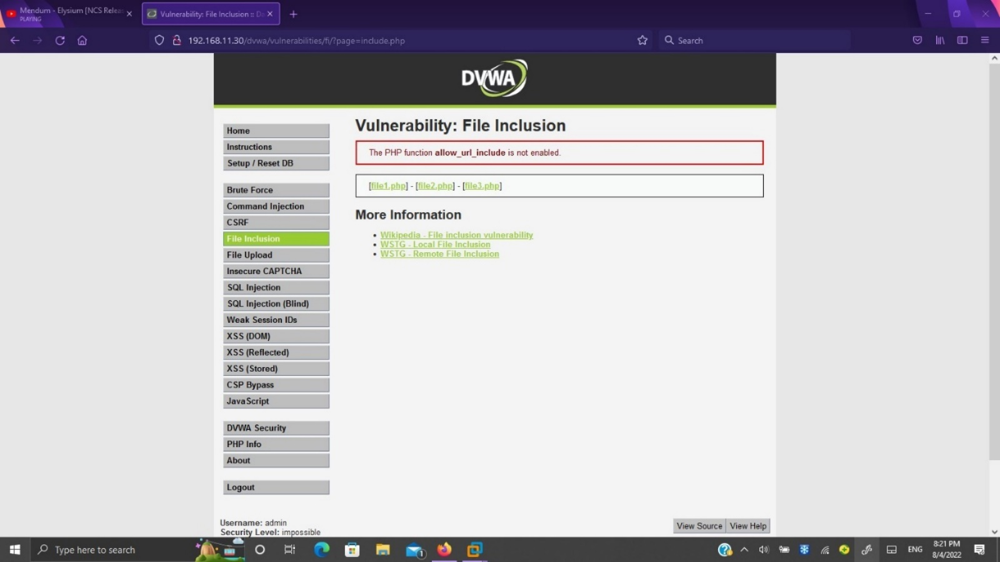 Mendum - Elysium [NCS Releas
PLAYING
Vulnerability: File Inclusion :: Da
192.168.11.30/dvwa/vulnerabilities/fi/?page=include.php
Search
DVWA
Home
Instructions
Setup / Reset DB
Brute Force
Command Injection
CSRF
File Inclusion
File Upload
Insecure CAPTCHA
SQL Injection
SQL Injection (Blind)
Weak Session IDs
XSS (DOM)
XSS (Reflected)
XSS (Stored)
CSP Bypass
JavaScript
DVWA Security
PHP Info
About
Logout
Vulnerability: File Inclusion
The PHP function allow_url_include is not enabled.
[file1.php] - [file2.php] - [file3.php]
More Information
• Wikipedia - File inclusion vulnerability
• WSTG - Local File Inclusion
• WSTG - Remote File Inclusion
Username: admin
Security Level: impossible
View Source
View Help
Type here to search
1
ENG
8:21 PM
8/4/2022